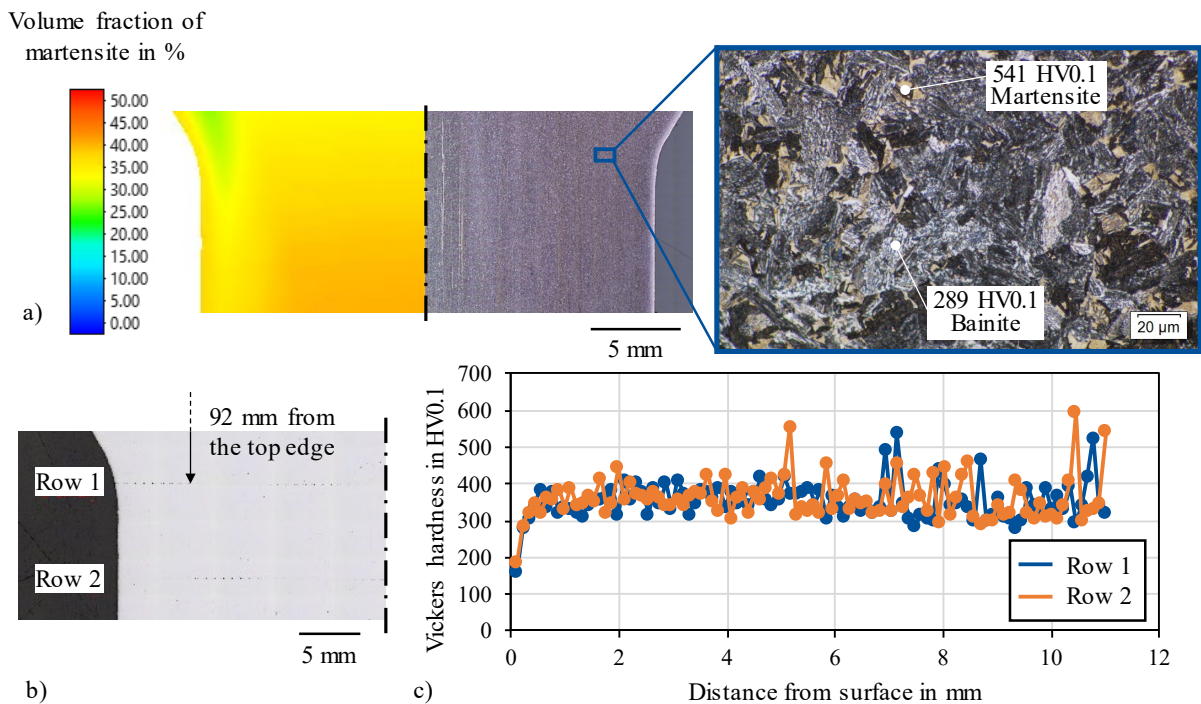 Volume fraction of
martensite in %
50.00
45.00
40.00
35.00
30.00
25.00
20.00
15.00
10.00
5.00
0.00
a)
5 mm
541 HV0.1
Martensite
289 HV0.1
Bainite
20 µm
92 mm from
the top edge
Row 1
Row 2
5 mm
b)
Vickers hardness in HV0.1
700
600
500
400
300
200
100
0
0 2 4 6 8 10 12
Row 1
Row 2
c)
Distance from surface in mm